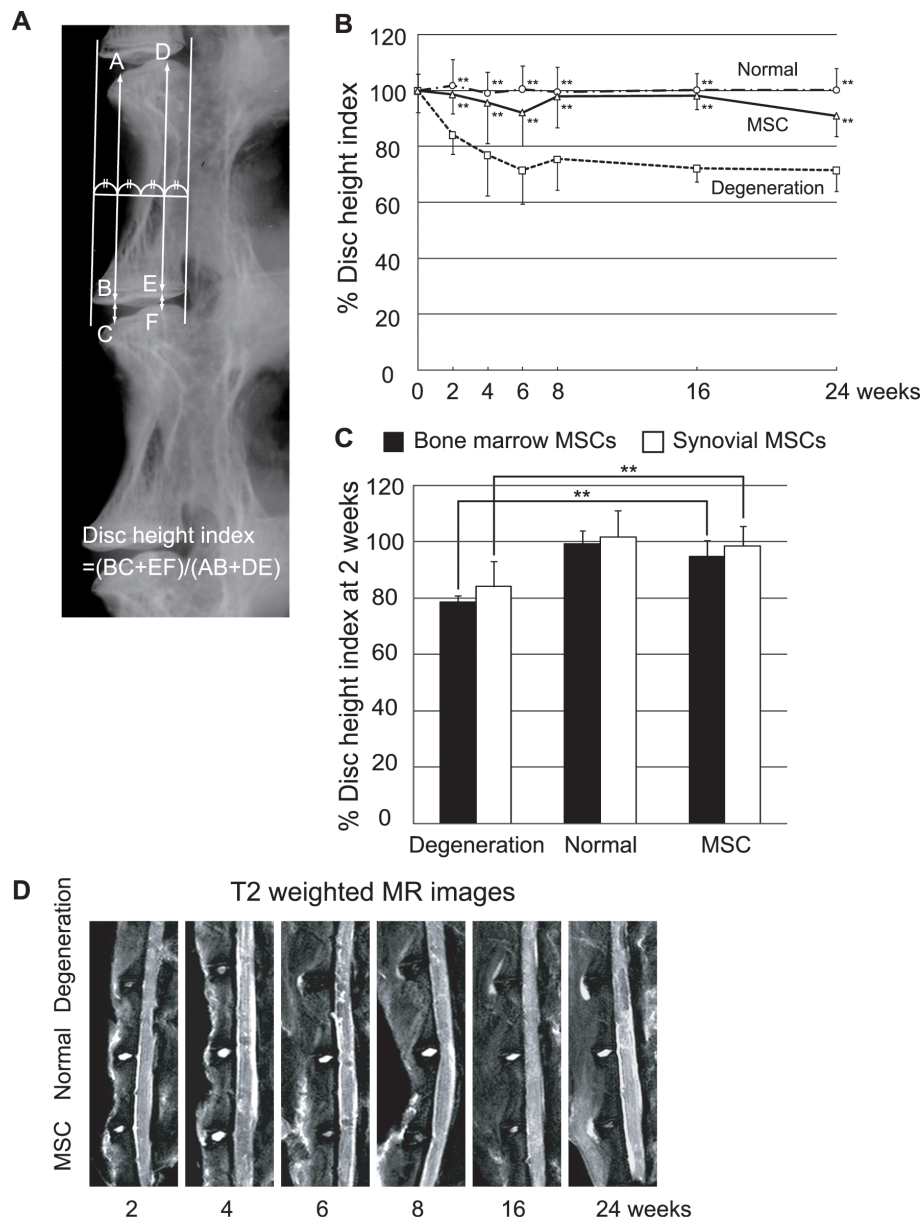 A
A
D
B
E
C
F
Disc height index
=(BC+EF)/(AB+DE)
B
% Disc height index
120
100
80
60
40
20
0
** ** ** ** ** **
Normal
** ** ** ** ** **
MSC
Degeneration
0 2 4 6 8 16 24 weeks
C
Bone marrow MSCs Synovial MSCs
% Disc height index at 2 weeks
120
100
80
60
40
20
0
**
**
Degeneration Normal MSC
D
T2 weighted MR images
Degeneration
Normal
MSC
2 4 6 8 16 24 weeks